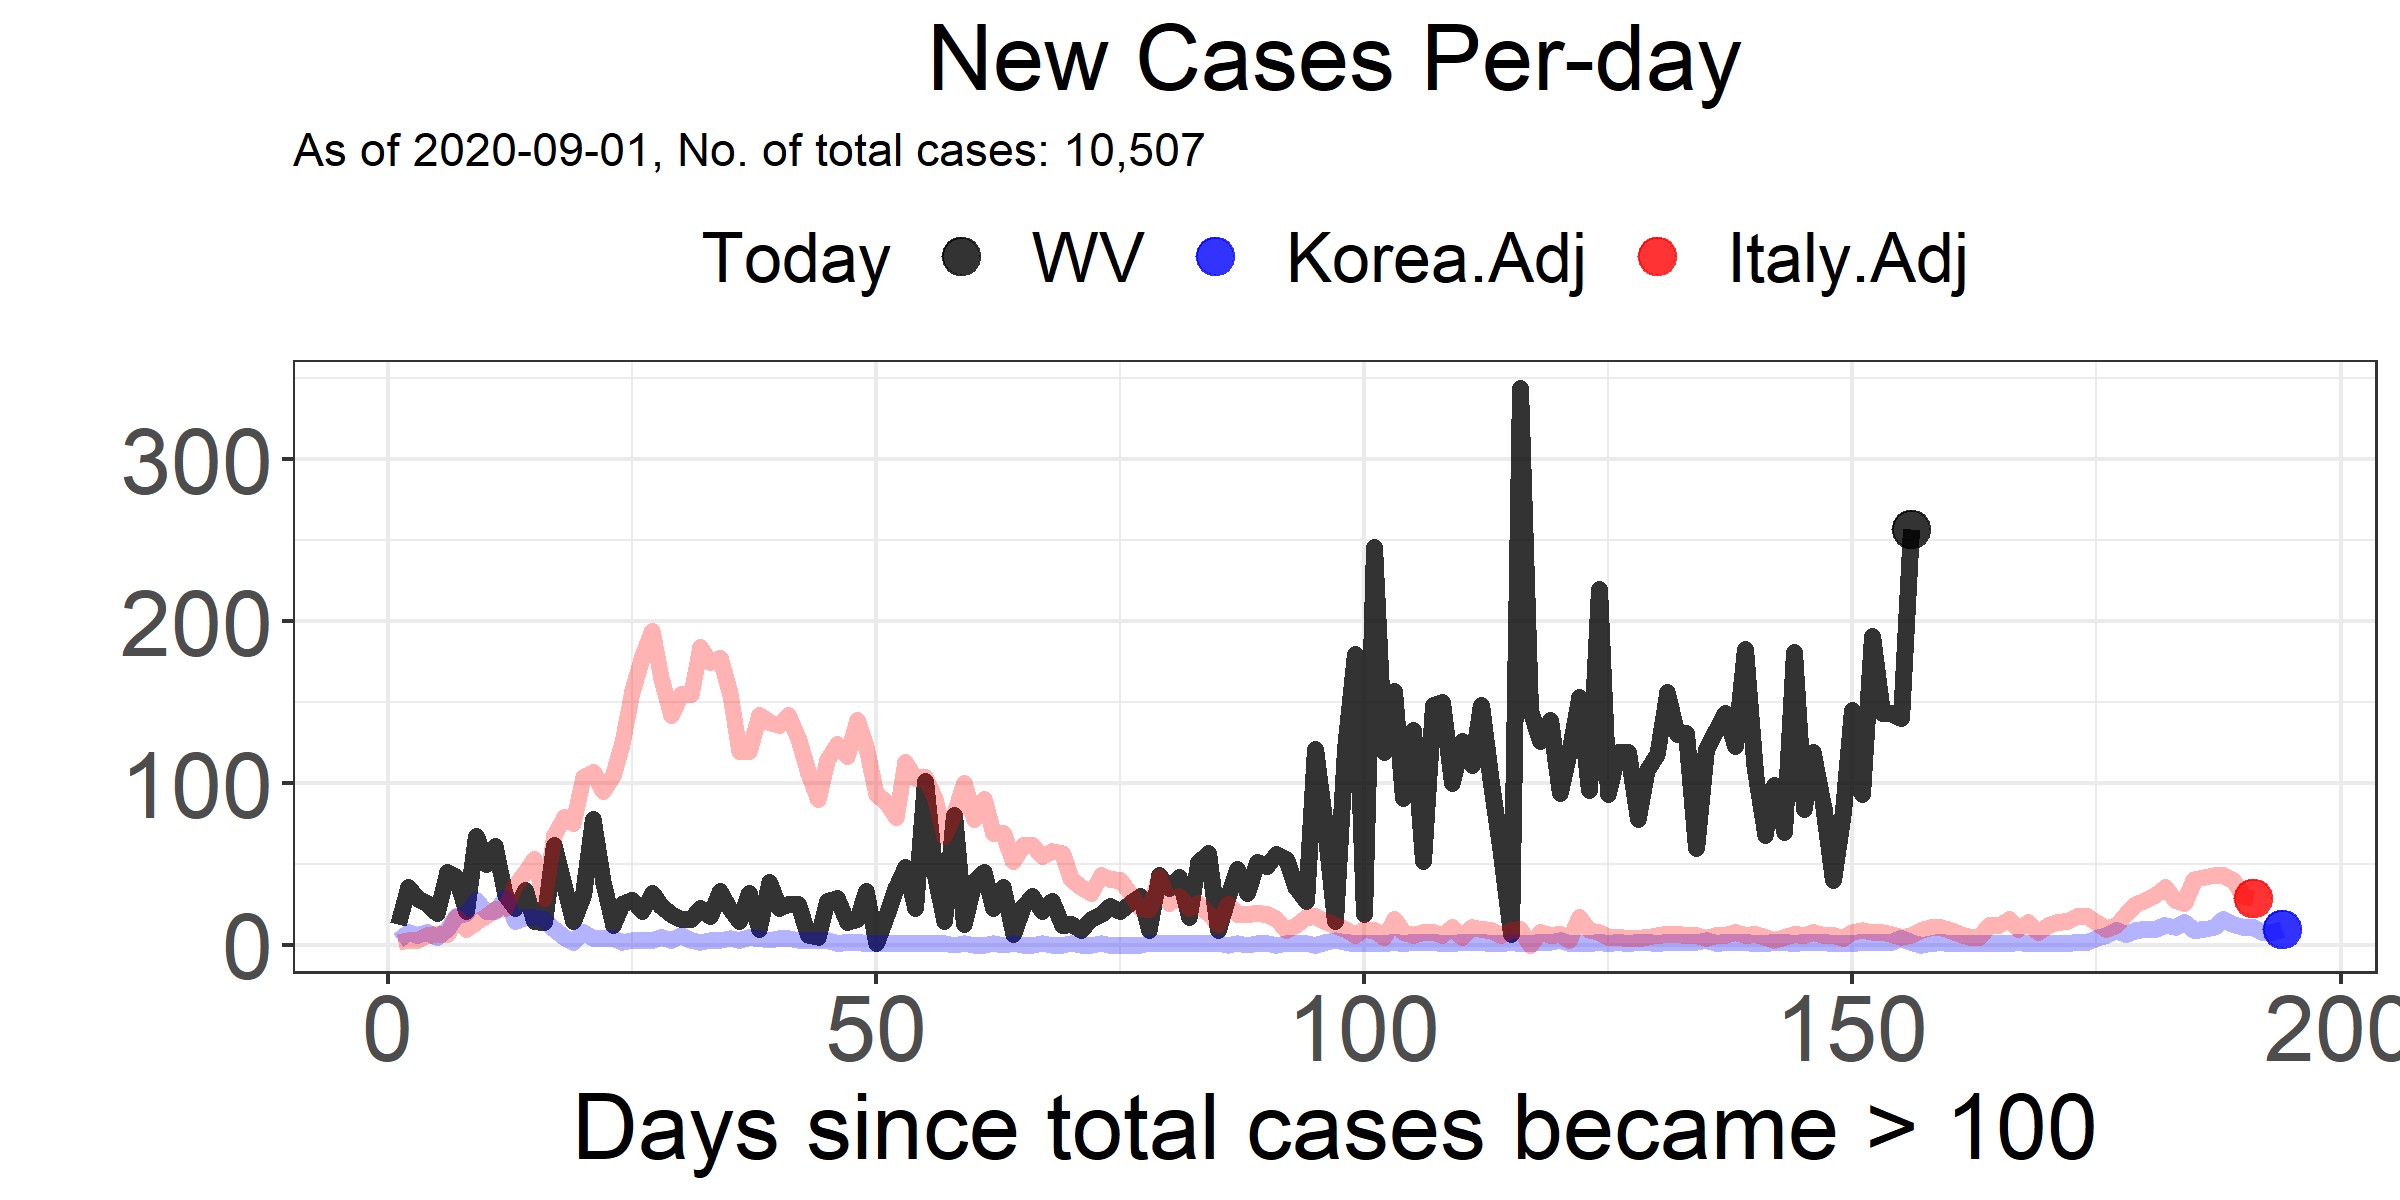 New Cases Per-day
As of 2020-09-01, No. of total cases: 10,507
Today WV Korea.Adj Italy.Adj
300
200
100
0
0 50 100 150 200
Days since total cases became > 100